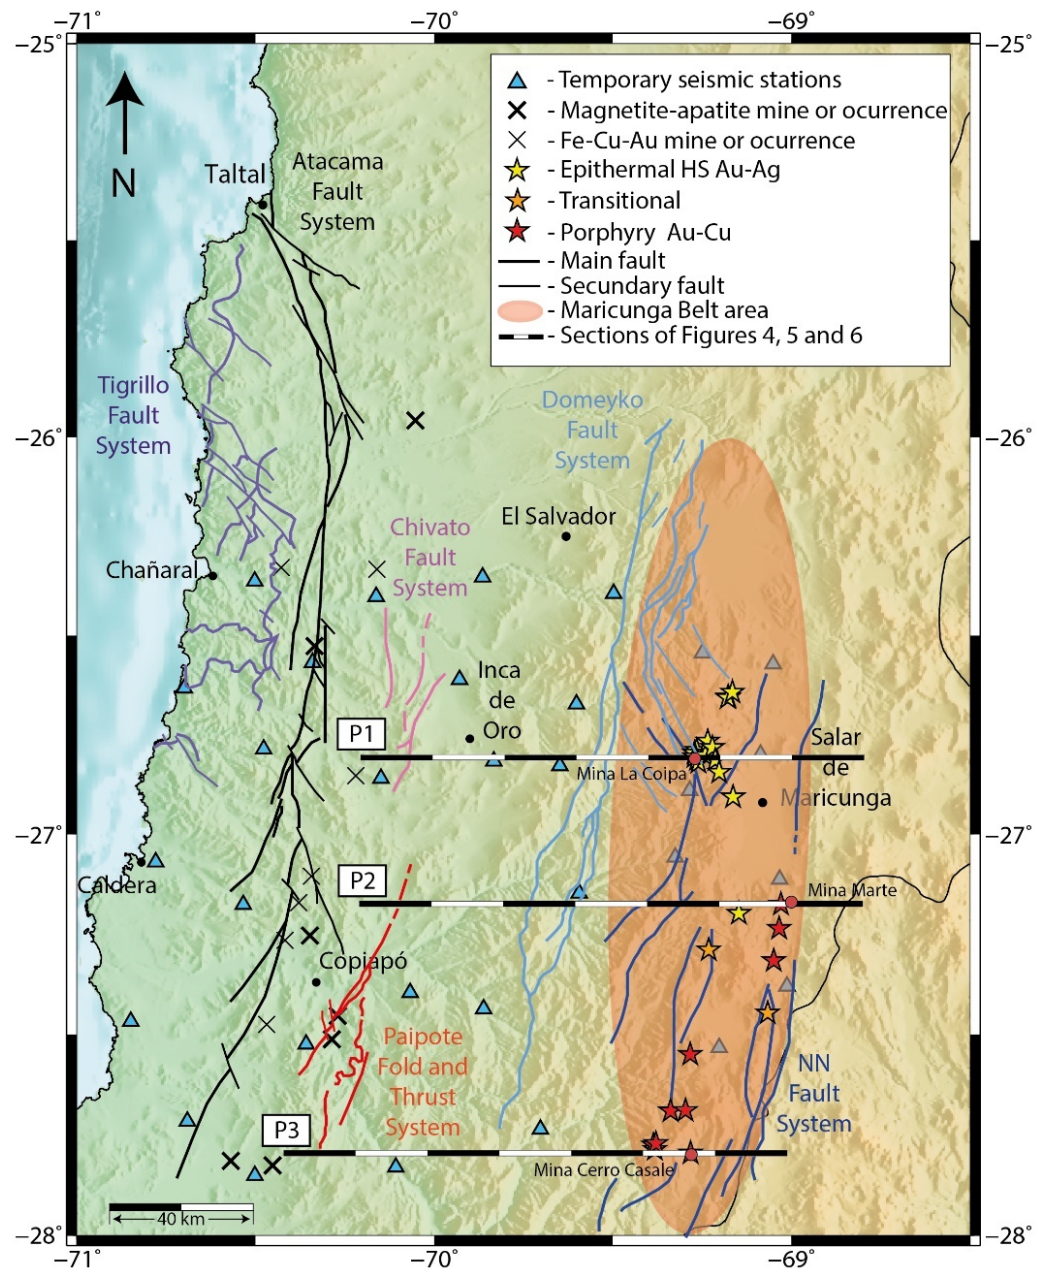 −71°
−70°
−69°
−25°
−25°
- Temporary seismic stations
- Magnetite-apatite mine or ocurrence
- Fe-Cu-Au mine or ocurrence
- Epithermal HS Au-Ag
- Transitional
- Porphyry Au-Cu
- Main fault
- Secundary fault
- Maricunga Belt area
- Sections of Figures 4, 5 and 6
N
Taltal
Atacama
Fault
System
Tigrillo
Fault
System
Domeyko
Fault
System
−26°
−26°
El Salvador
Chivato
Fault
System
Chañaral
Inca
de
Oro
P1
Mina La Coipa
Salar
de
Maricunga
−27°
−27°
Caldera
P2
Mina Marte
Copiapó
Paipote
Fold and
Thrust
System
NN
Fault
System
P3
Mina Cerro Casale
40 km
−28°
−28°
−71°
−70°
−69°